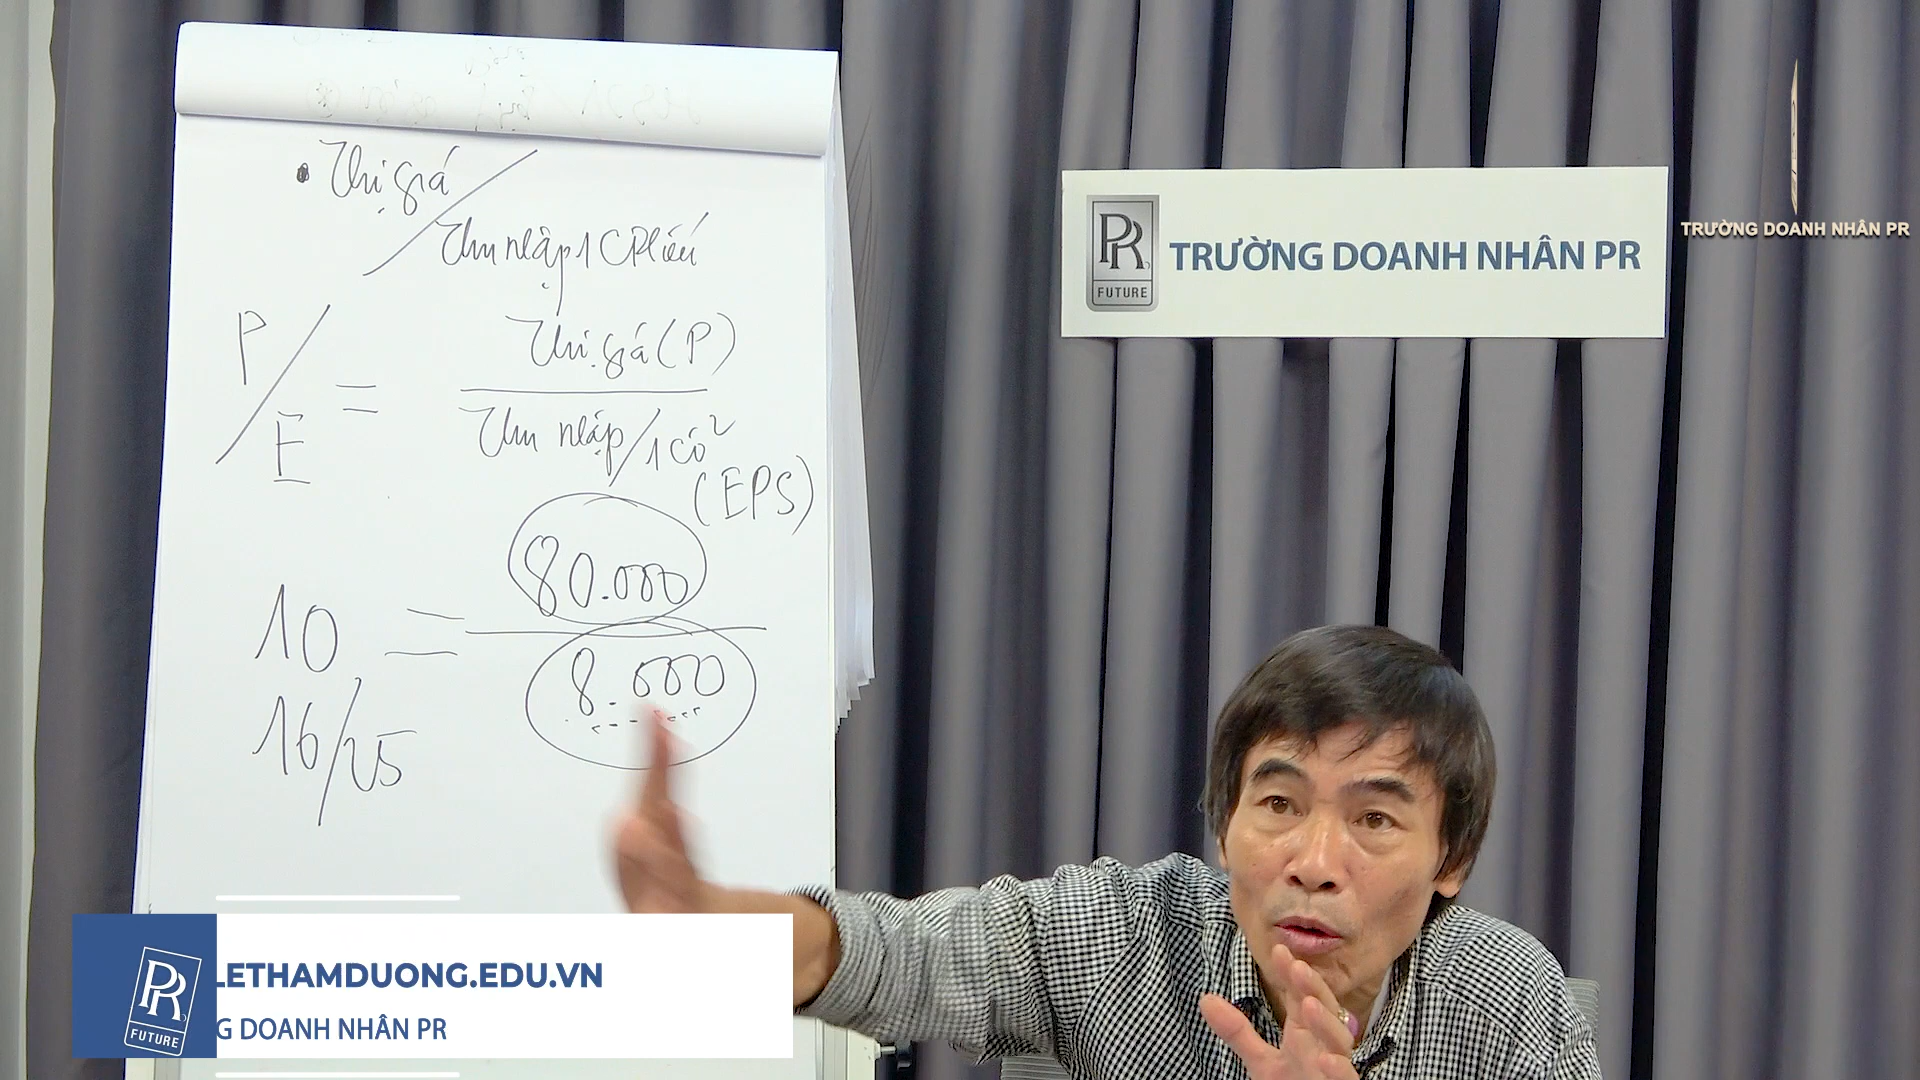 • Thị giá /
Thu nhập 1 CPhiếu
P/E = Thị giá (P)
Thu nhập/1 Cổ
(EPS)
10 = 80.000
8.000
16/25
PR
FUTURE
TRƯỜNG DOANH NHÂN PR
TRƯỜNG DOANH NHÂN PR
PR
FUTURE
LETHAMDUONG.EDU.VN
G DOANH NHÂN PR